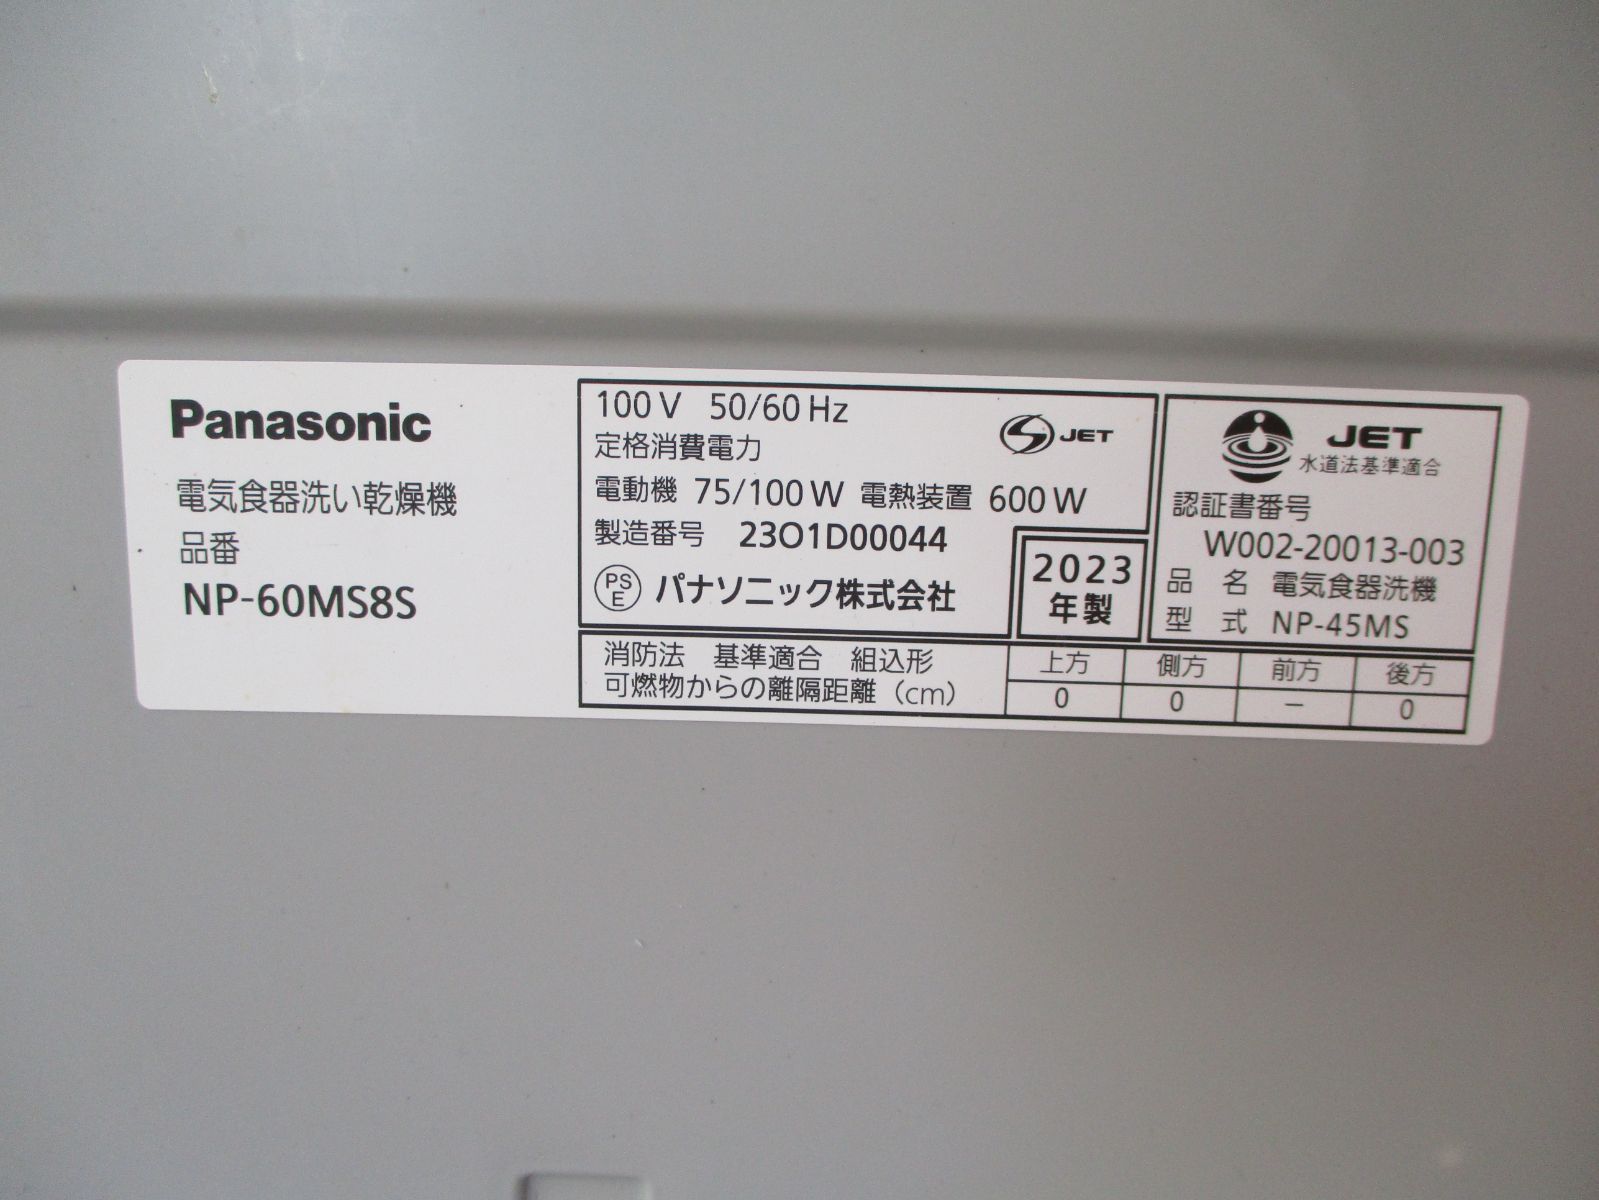 Panasonic
電気食器洗い乾燥機
品番
NP-60MS8S
100 V 50/60 Hz
定格消費電力
電動機 75/100 W 電熱装置 600 W
製造番号 23O1D00044
PS
E
パナソニック株式会社
JET
2023
年製
JET
水道法基準適合
認証書番号
W002-20013-003
品 名 電気食器洗機
型 式 NP-45MS
消防法 基準適合 組込形
可燃物からの離隔距離（cm）
上方 側方 前方 後方
0 0 － 0